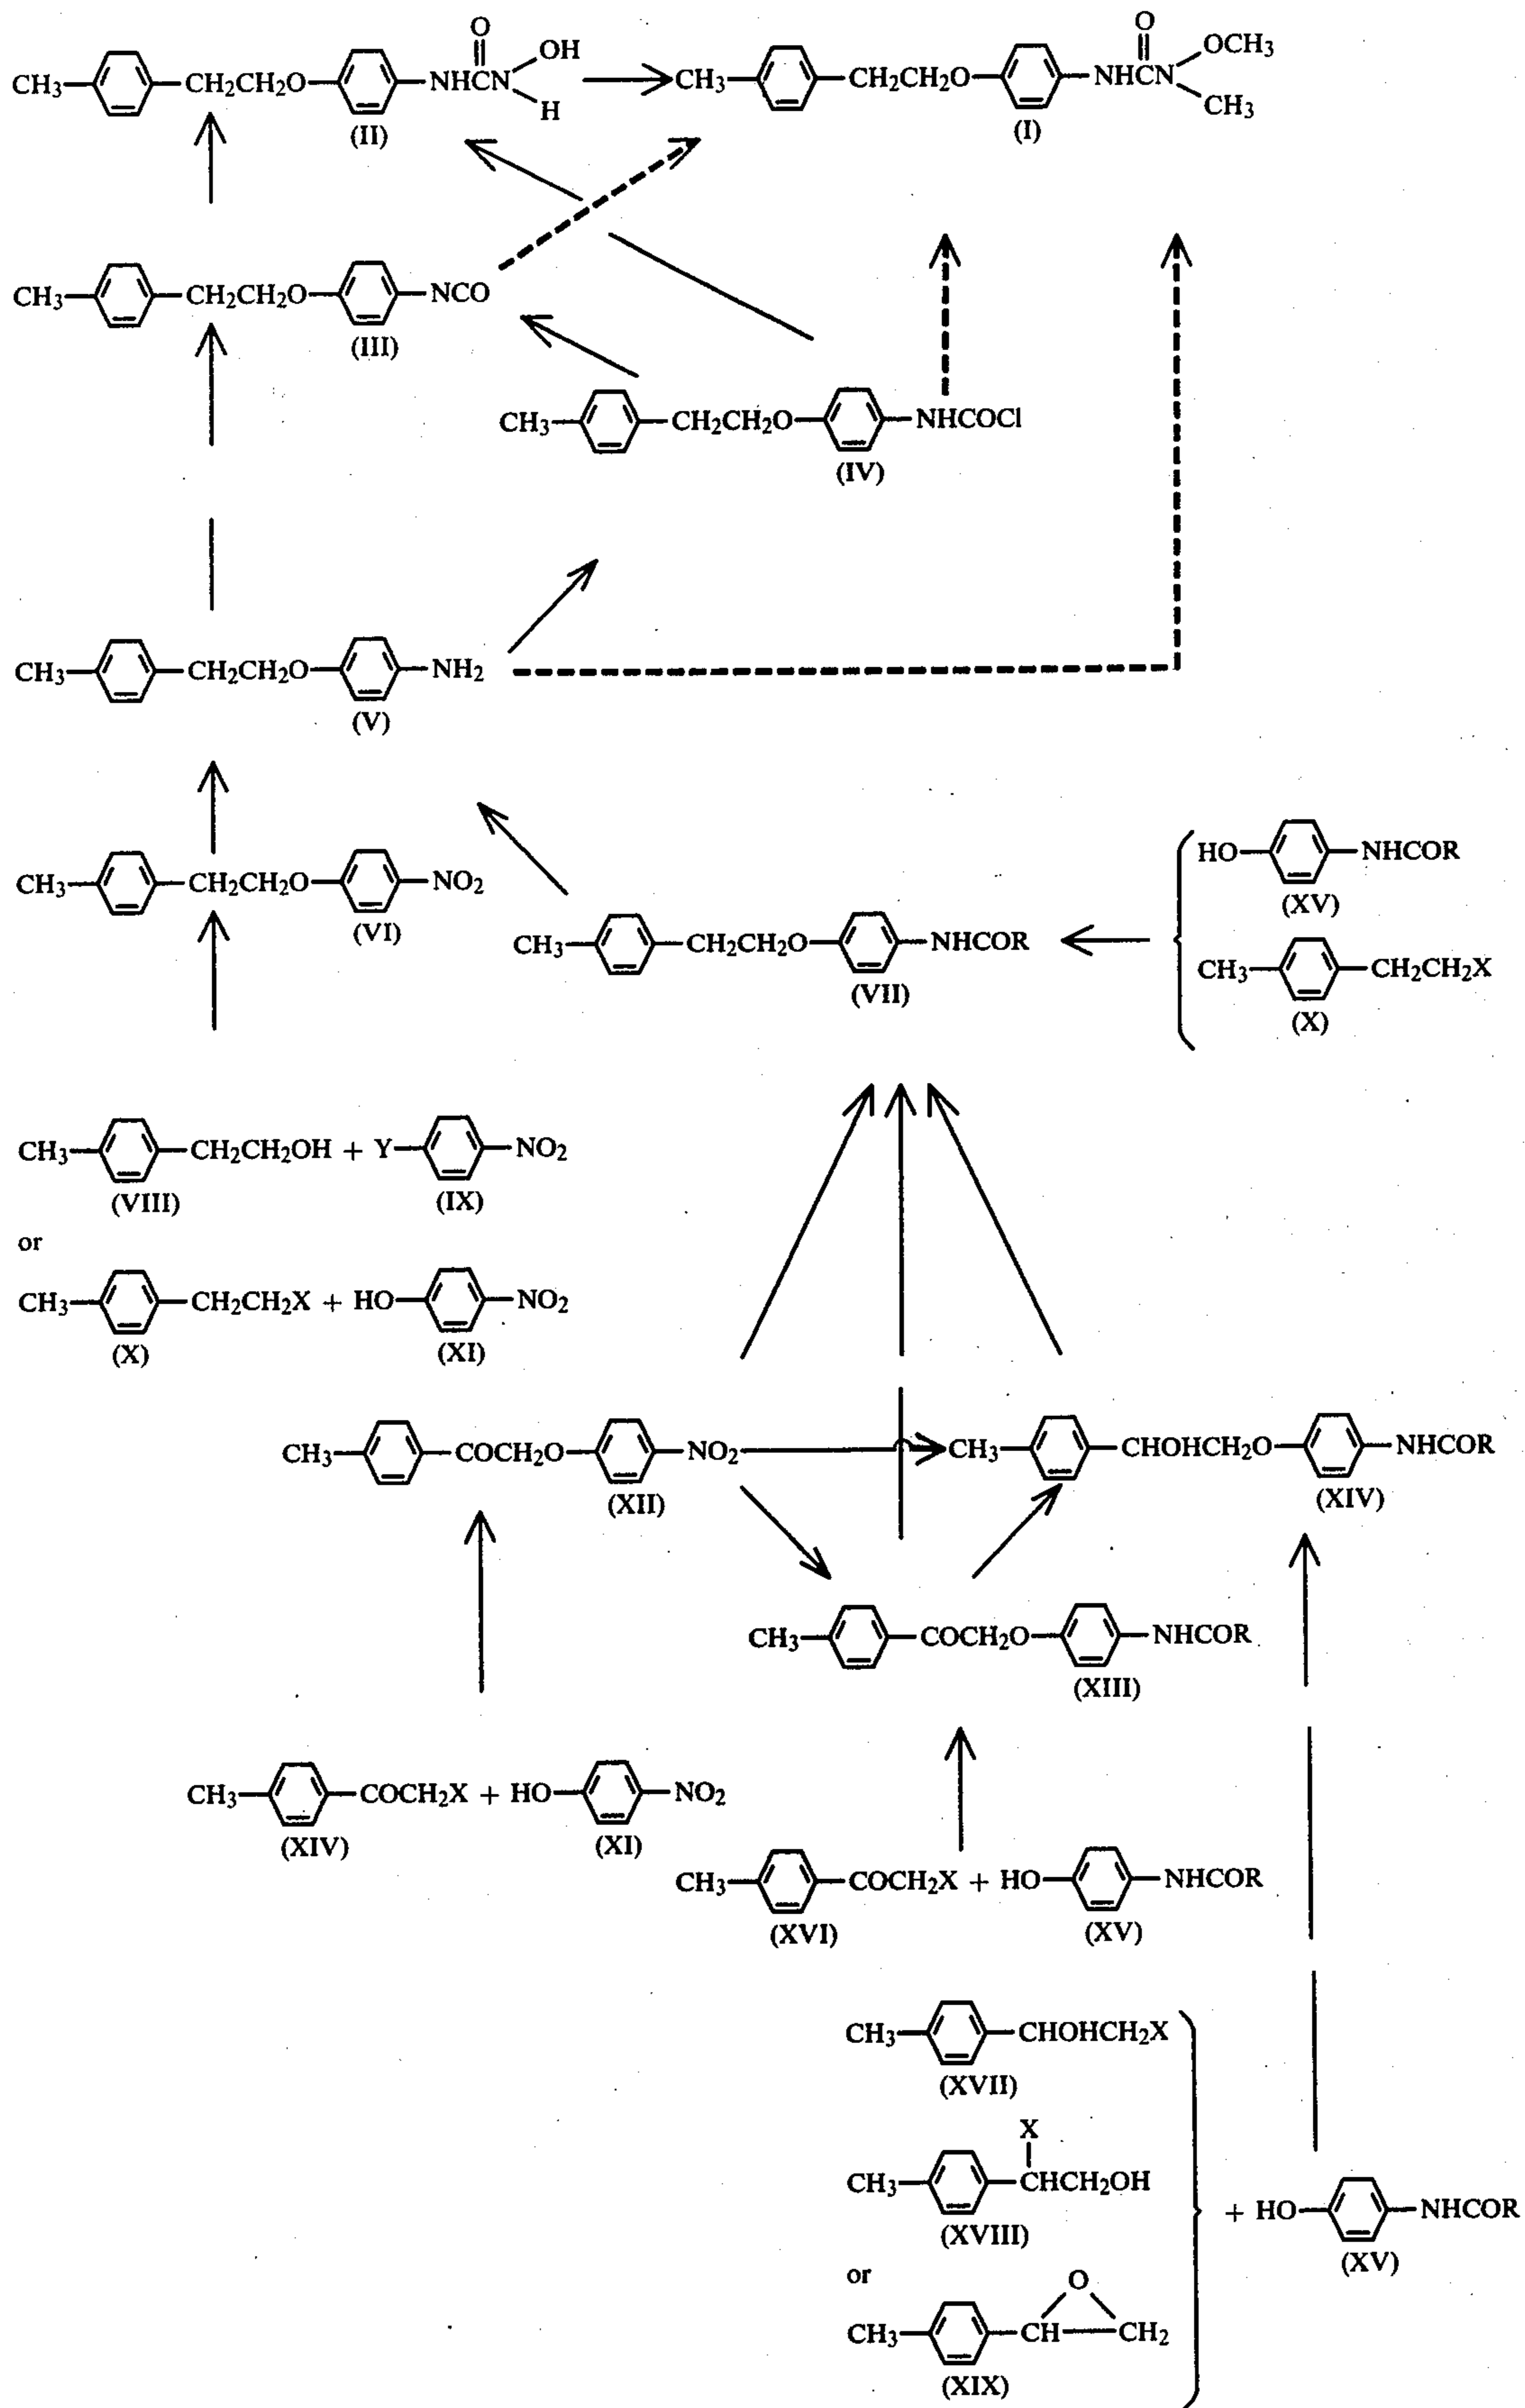 CH3 CH2CH2O NHCN O OH H CH3 CH2CH2O NHCN O OCH3 CH3
(II) (I)
CH3 CH2CH2O NCO
(III)
CH3 CH2CH2O NHCOCl
(IV)
CH3 CH2CH2O NH2
(V)
HO NHCOR
(XV)
CH3 CH2CH2O NO2
(VI)
CH3 CH2CH2O NHCOR
(VII)
CH3 CH2CH2X
(X)
CH3 CH2CH2OH + Y NO2
(VIII) (IX)
or
CH3 CH2CH2X + HO NO2
(X) (XI)
CH3 COCH2O NO2 CH3 CHOHCH2O NHCOR
(XII) (XIV)
CH3 COCH2O NHCOR
(XIII)
CH3 COCH2X + HO NO2
(XIV) (XI)
CH3 COCH2X + HO NHCOR
(XVI) (XV)
CH3 CHOHCH2X
(XVII)
X
CH3 CHCH2OH
(XVIII)
+ HO NHCOR
(XV)
or
O
CH3 CH CH2
(XIX)